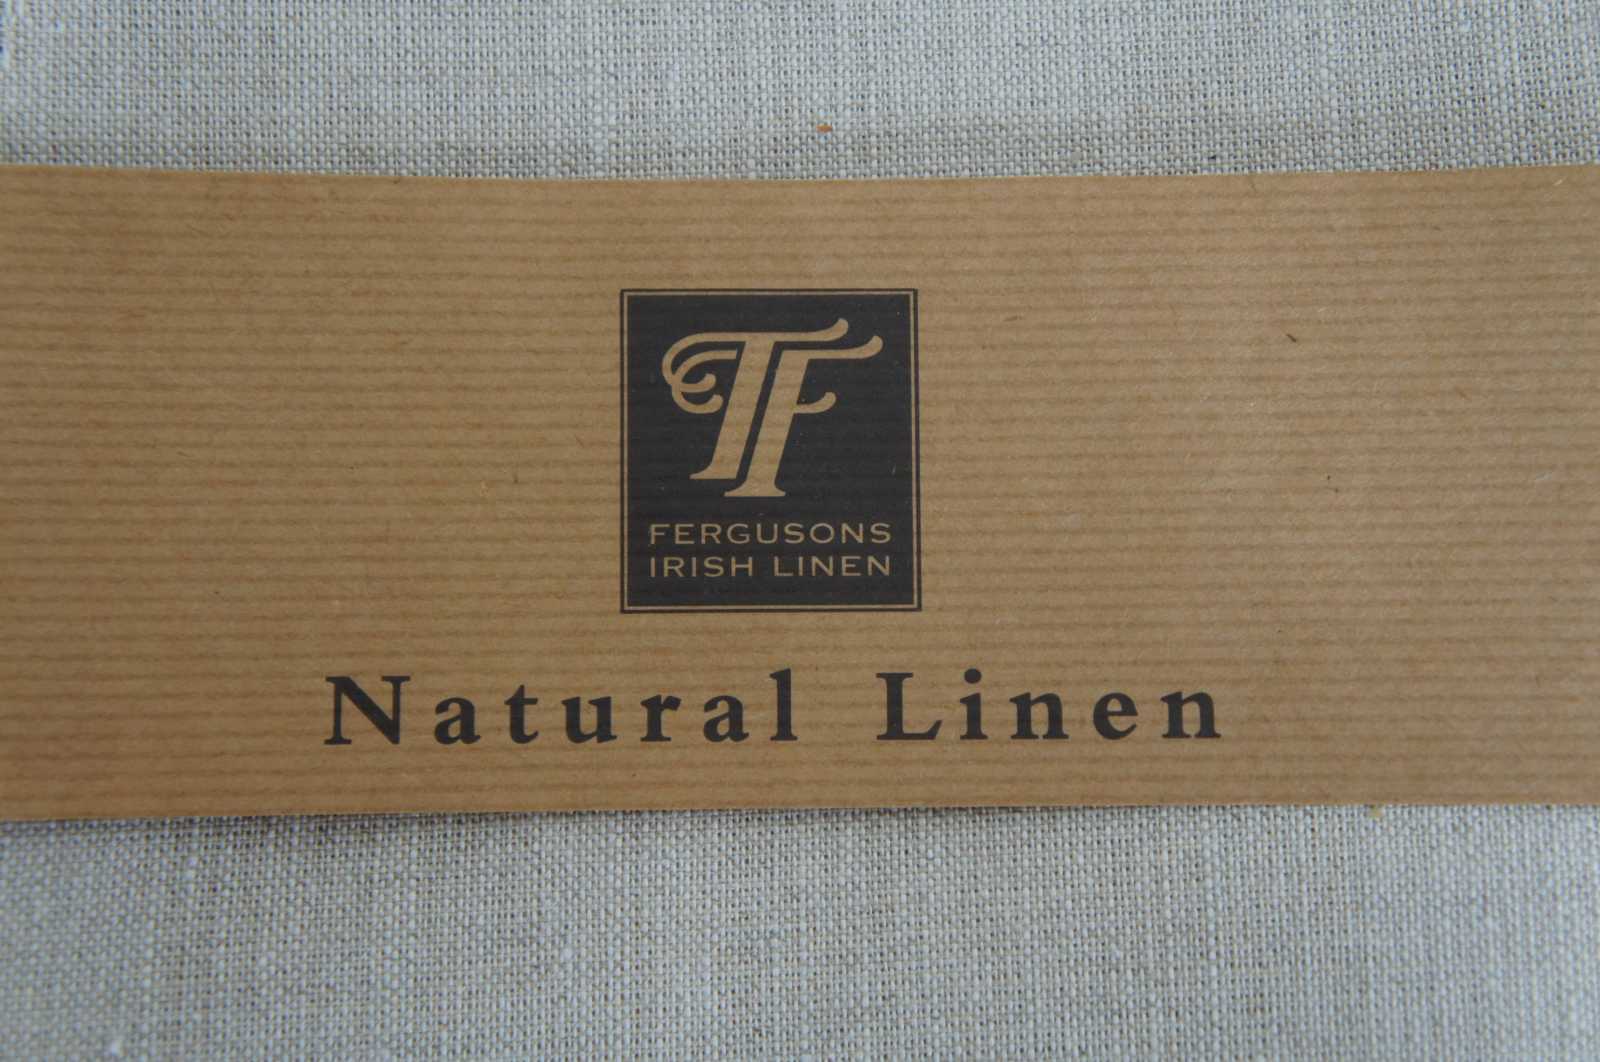 TF
FERGUSONS
IRISH LINEN
Natural Linen